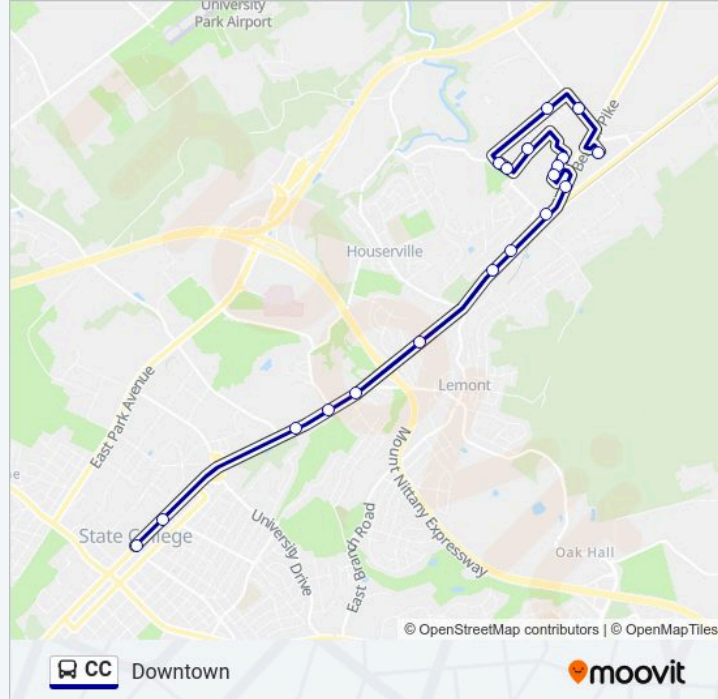 University
Park Airport
Pike
Houserville
Lemont
East Park Avenue
Mount Nittany Expressway
State College
University Drive
East Branch Road
Oak Hall
© OpenStreetMap contributors | © OpenMapTiles
CC Downtown
moovit